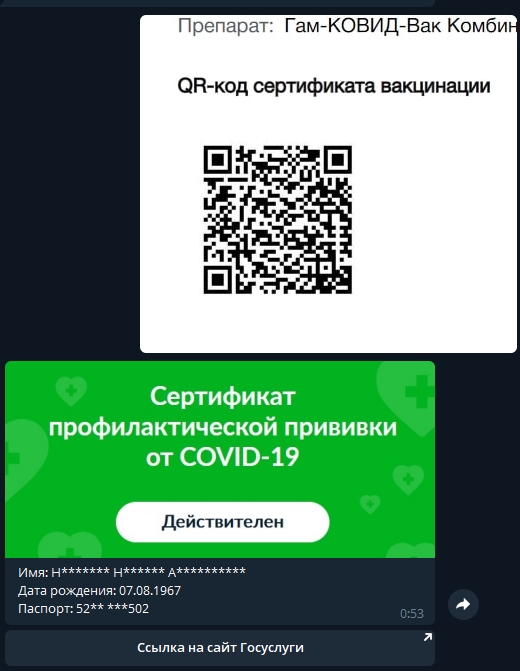 Препарат: Гам-КОВИД-Вак Комбин
QR-код сертификата вакцинации
Сертификат
профилактической прививки
от COVID-19
Действителен
Имя: Н******* Н****** А**********
Дата рождения: 07.08.1967
Паспорт: 52** ***502
0:53
Ссылка на сайт Госуслуги